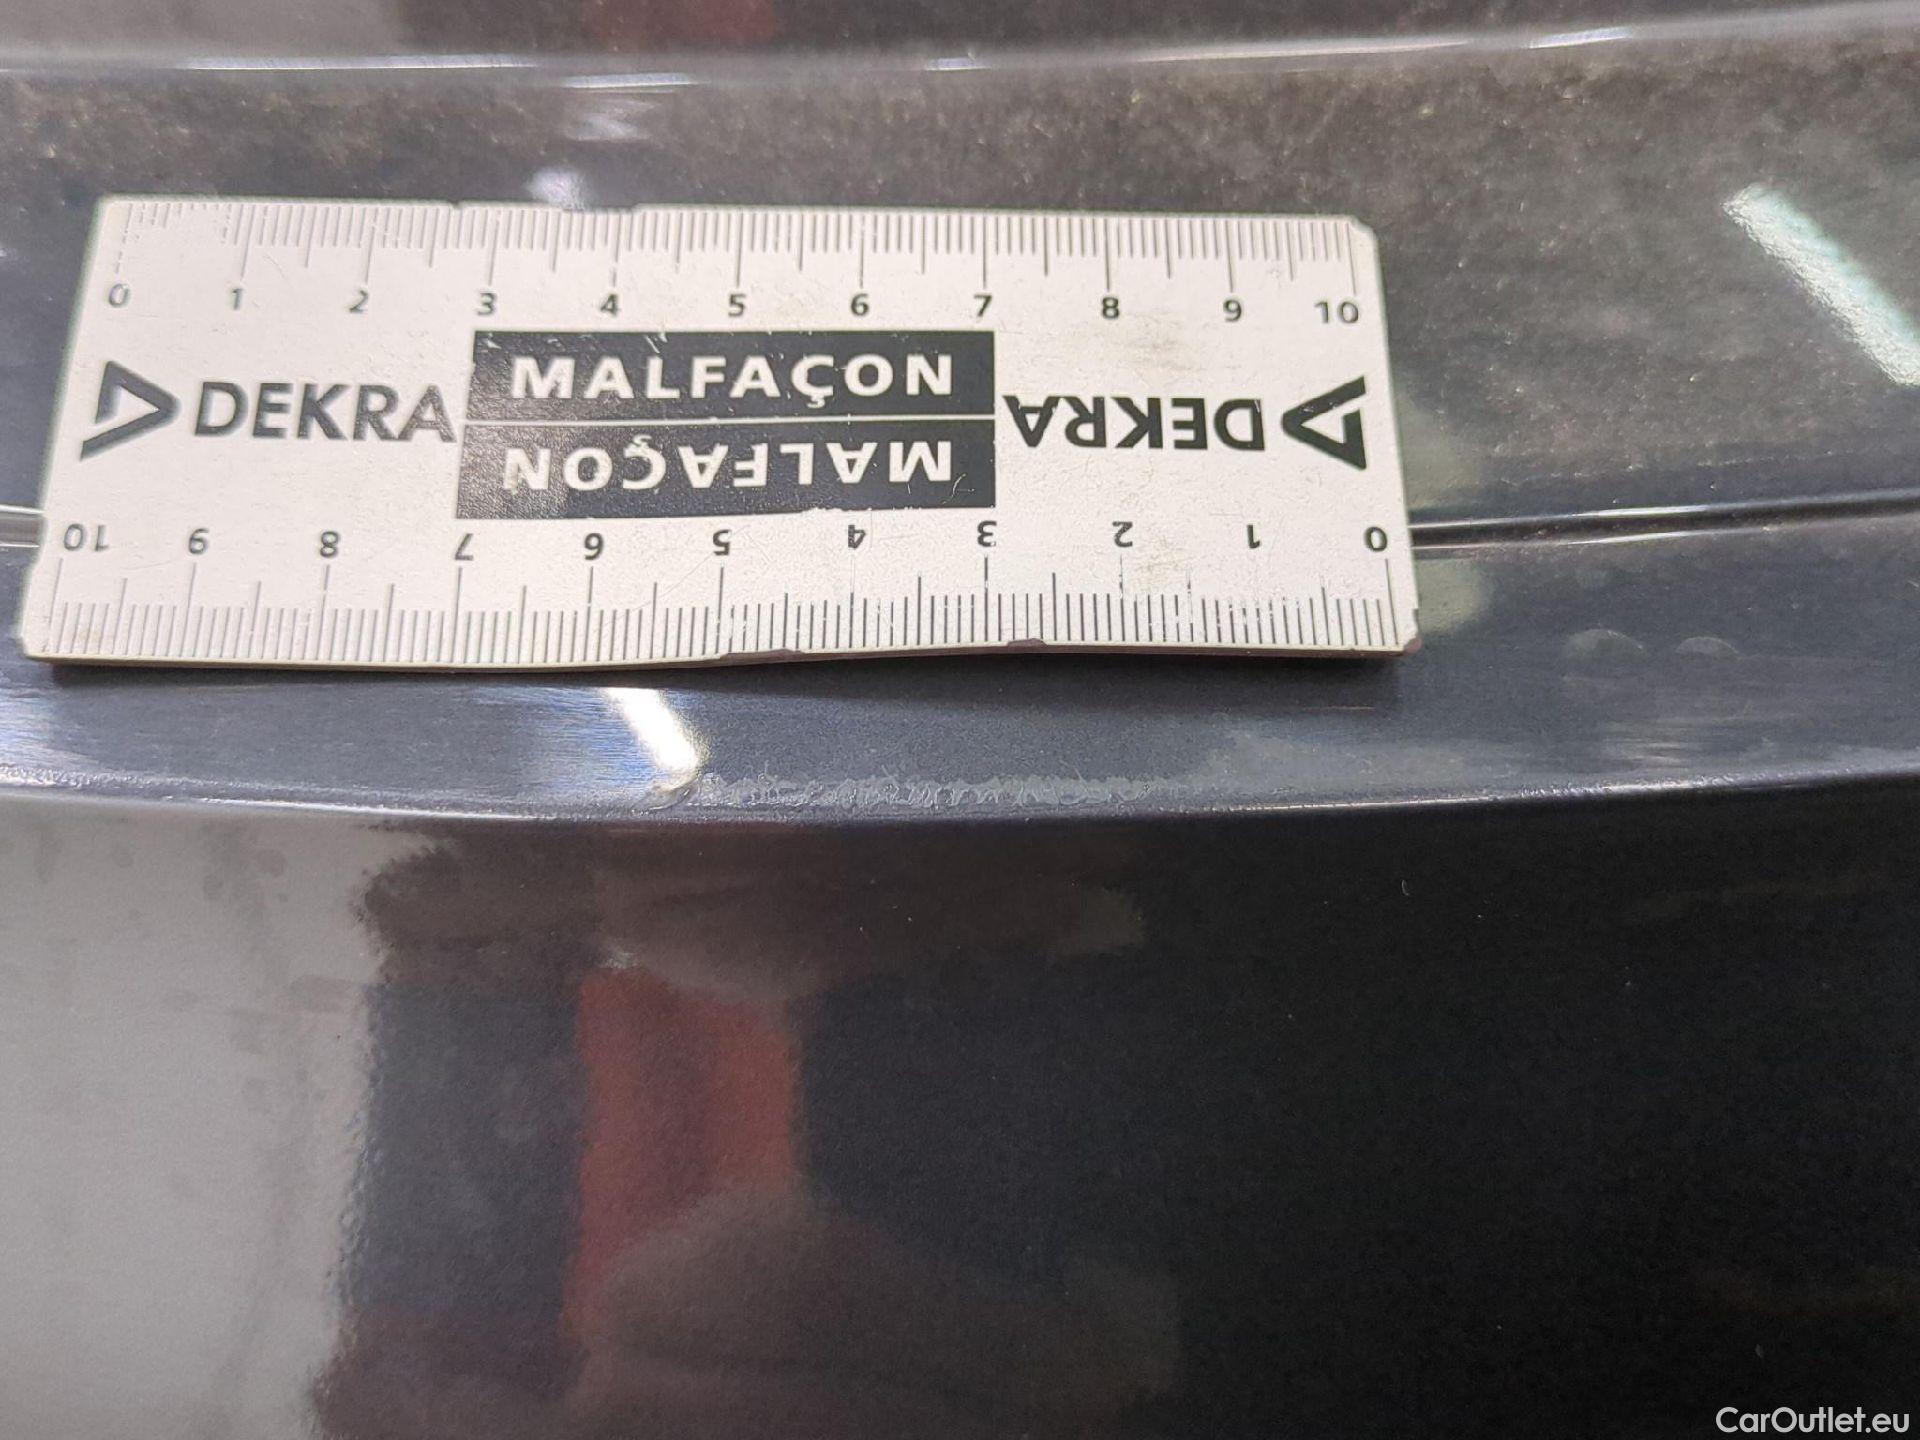 0 1 2 3 4 5 6 7 8 9 10
DEKRA MALFAÇON DEKRA
MALFAÇON
10 9 8 7 6 5 4 3 2 1 0
CarOutlet.eu